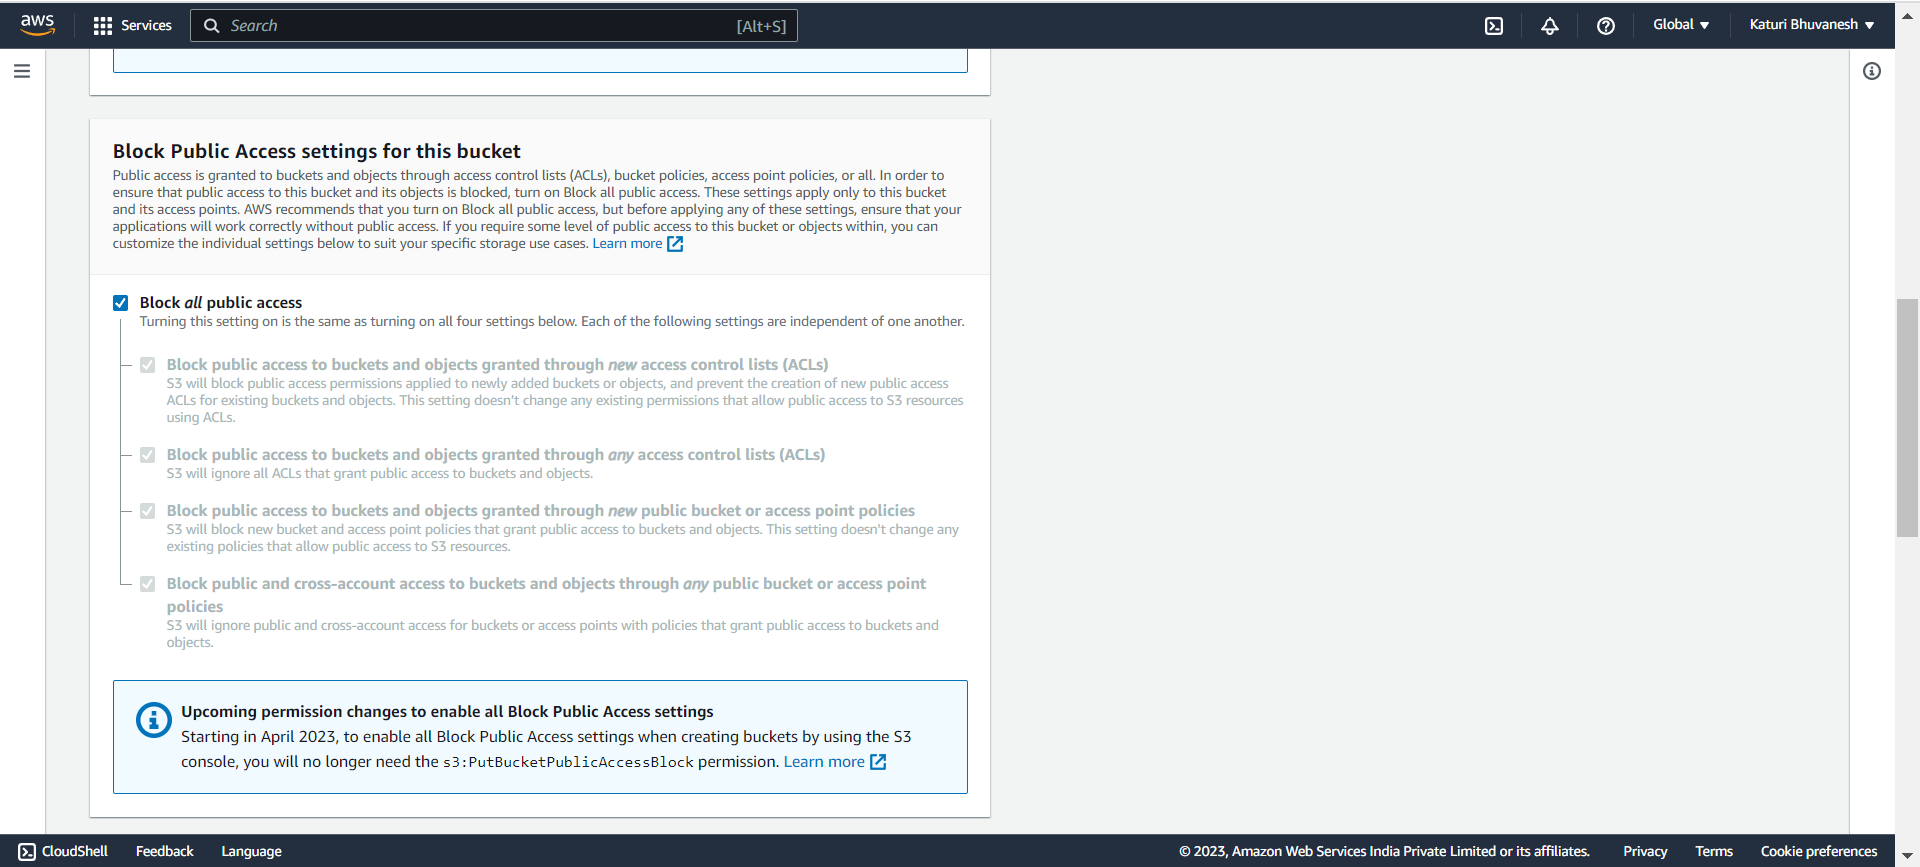 aws
Services
Search
[Alt+S]
Global
Katuri Bhuvanesh
Block Public Access settings for this bucket
Public access is granted to buckets and objects through access control lists (ACLs), bucket policies, access point policies, or all. In order to
ensure that public access to this bucket and its objects is blocked, turn on Block all public access. These settings apply only to this bucket
and its access points. AWS recommends that you turn on Block all public access, but before applying any of these settings, ensure that your
applications will work correctly without public access. If you require some level of public access to this bucket or objects within, you can
customize the individual settings below to suit your specific storage use cases. Learn more
Block all public access
Turning this setting on is the same as turning on all four settings below. Each of the following settings are independent of one another.
Block public access to buckets and objects granted through new access control lists (ACLs)
S3 will block public access permissions applied to newly added buckets or objects, and prevent the creation of new public access
ACLs for existing buckets and objects. This setting doesn't change any existing permissions that allow public access to S3 resources
using ACLs.
Block public access to buckets and objects granted through any access control lists (ACLs)
S3 will ignore all ACLs that grant public access to buckets and objects.
Block public access to buckets and objects granted through new public bucket or access point policies
S3 will block new bucket and access point policies that grant public access to buckets and objects. This setting doesn't change any
existing policies that allow public access to S3 resources.
Block public and cross-account access to buckets and objects through any public bucket or access point
policies
S3 will ignore public and cross-account access for buckets or access points with policies that grant public access to buckets and
objects.
Upcoming permission changes to enable all Block Public Access settings
Starting in April 2023, to enable all Block Public Access settings when creating buckets by using the S3
console, you will no longer need the s3:PutBucketPublicAccessBlock permission. Learn more
CloudShell
Feedback
Language
© 2023, Amazon Web Services India Private Limited or its affiliates.
Privacy
Terms
Cookie preferences